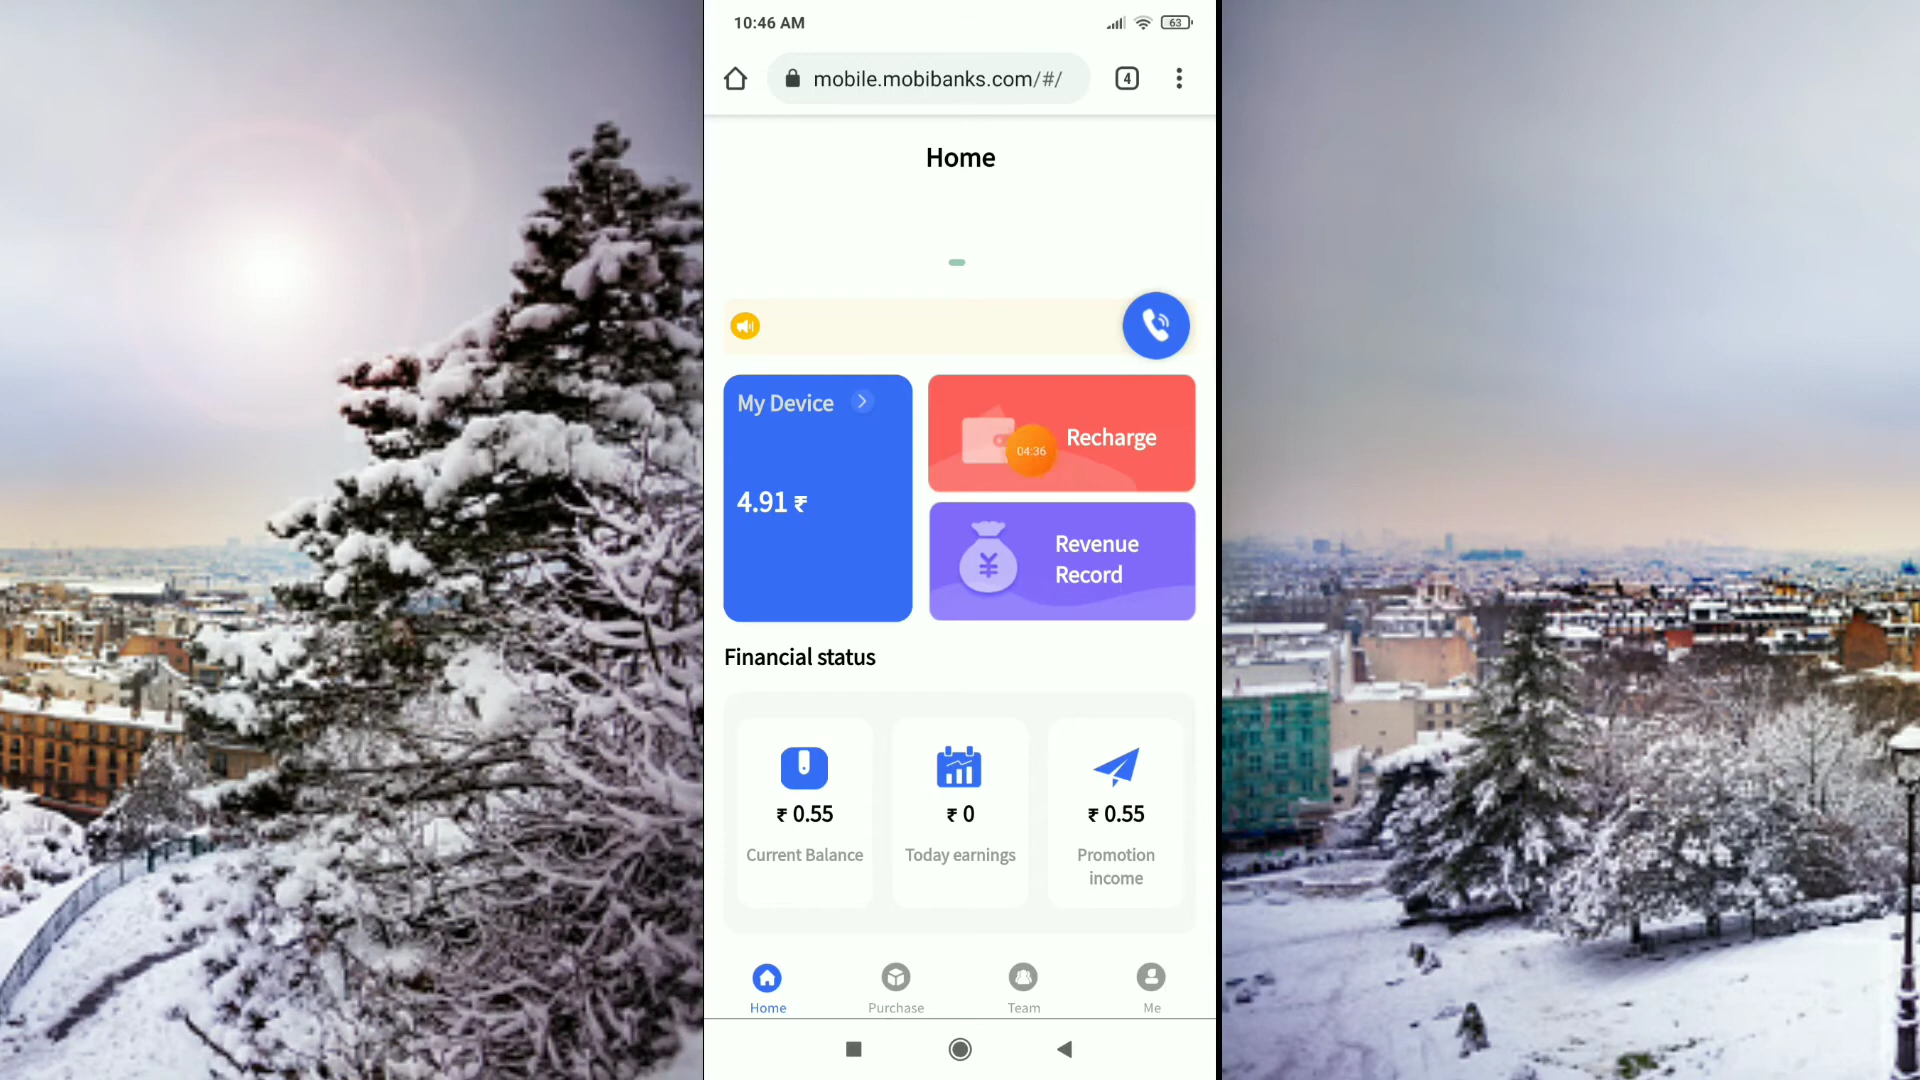 10:46 AM
63
mobile.mobibanks.com/#/
4
Home
My Device
4.91 ₹
04:36
Recharge
¥
Revenue
Record
Financial status
₹ 0.55
₹ 0
₹ 0.55
Current Balance
Today earnings
Promotion
income
Home
Purchase
Team
Me